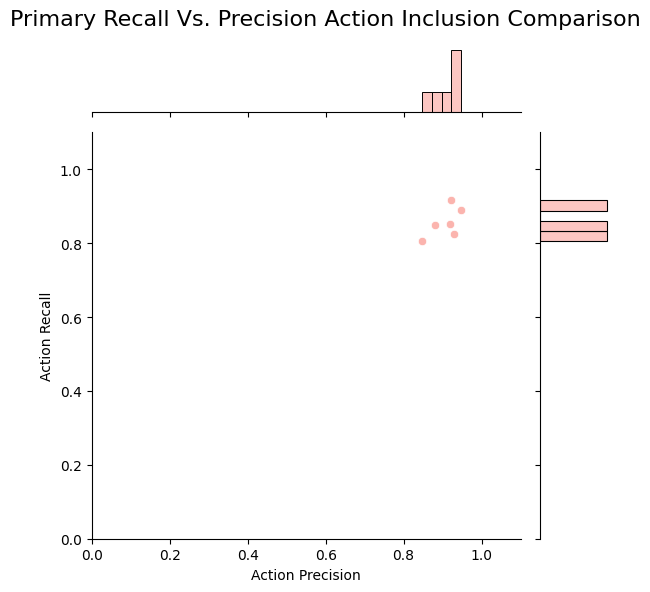 Primary Recall Vs. Precision Action Inclusion Comparison
1.0
0.8
0.6
0.4
0.2
0.0
Action Recall
0.0 0.2 0.4 0.6 0.8 1.0
Action Precision